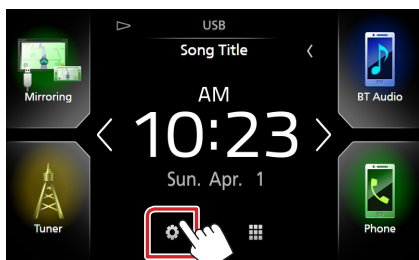 USB
Song Title
Mirroring
AM
BT Audio
10:23
Sun. Apr. 1
Tuner
Phone